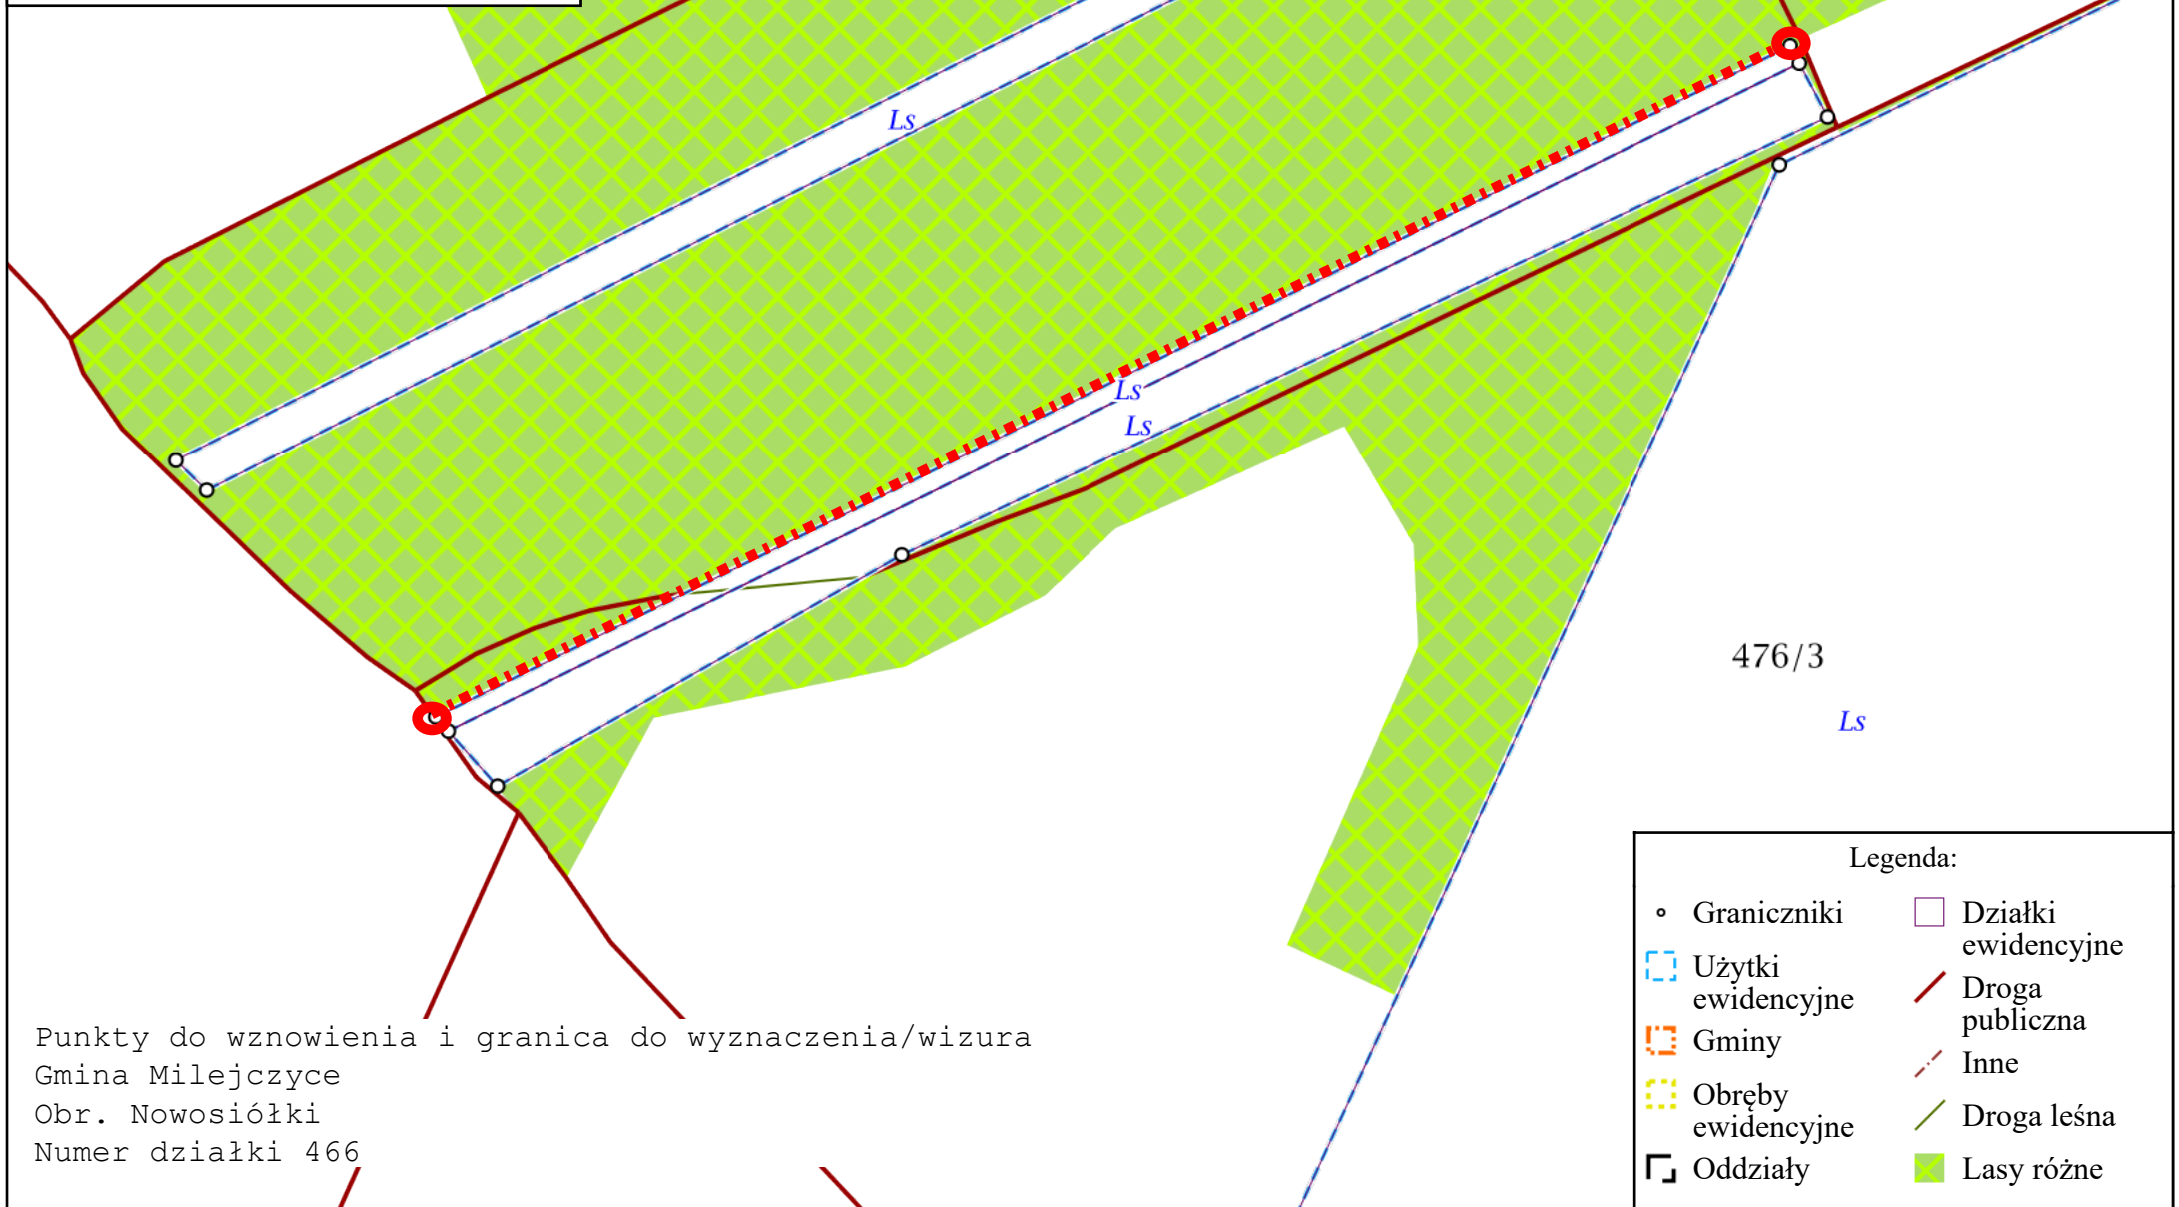 Ls
Ls
Ls
476/3
Ls
Punkty do wznowienia i granica do wyznaczenia/wizura
Gmina Milejczyce
Obr. Nowosiółki
Numer działki 466
Legenda:
Graniczniki
Użytki
ewidencyjne
Gminy
Obręby
ewidencyjne
Oddziały
Działki
ewidencyjne
Droga
publiczna
Inne
Droga leśna
Lasy różne